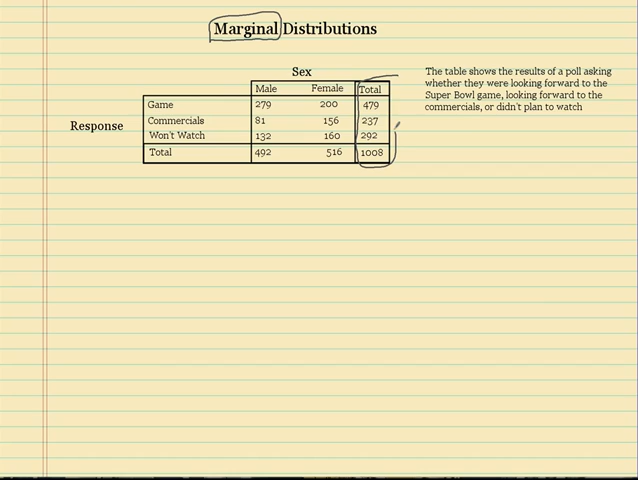 Marginal Distributions
Sex
Male Female Total
Game 279 200 479
Commercials 81 156 237
Won't Watch 132 160 292
Total 492 516 1008
Response
The table shows the results of a poll asking
whether they were looking forward to the
Super Bowl game, looking forward to the
commercials, or didn't plan to watch